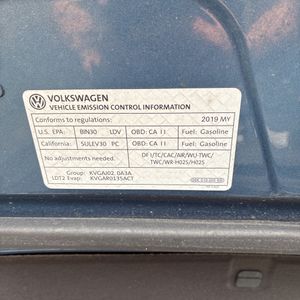 VOLKSWAGEN
VEHICLE EMISSION CONTROL INFORMATION
Conforms to regulations: 2019 MY
U.S. EPA: BIN30 LDV OBD: CA II Fuel: Gasoline
California: SULEV30 PC OBD: CA II Fuel: Gasoline
No adjustments needed. DFI/TC/CAC/AIR/WU-TWC/
TWC/WR-HO2S/HO2S
Group: KVGAJ02.0A3A
LDT2 Evap: KVGAR0135ACT